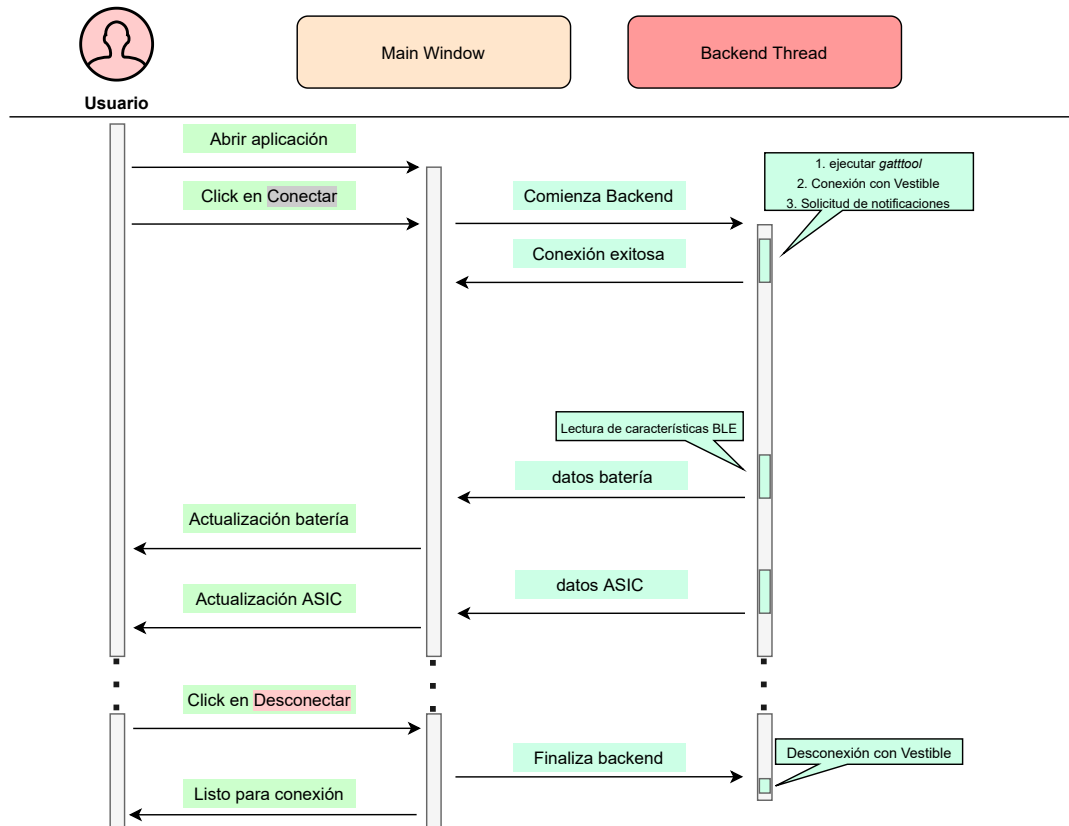 Main Window
Backend Thread
Usuario
Abrir aplicación
1. ejecutar gatttool
2. Conexión con Vestible
3. Solicitud de notificaciones
Click en Conectar
Comienza Backend
Conexión exitosa
Lectura de características BLE
datos batería
Actualización batería
datos ASIC
Actualización ASIC
Click en Desconectar
Finaliza backend
Desconexión con Vestible
Listo para conexión